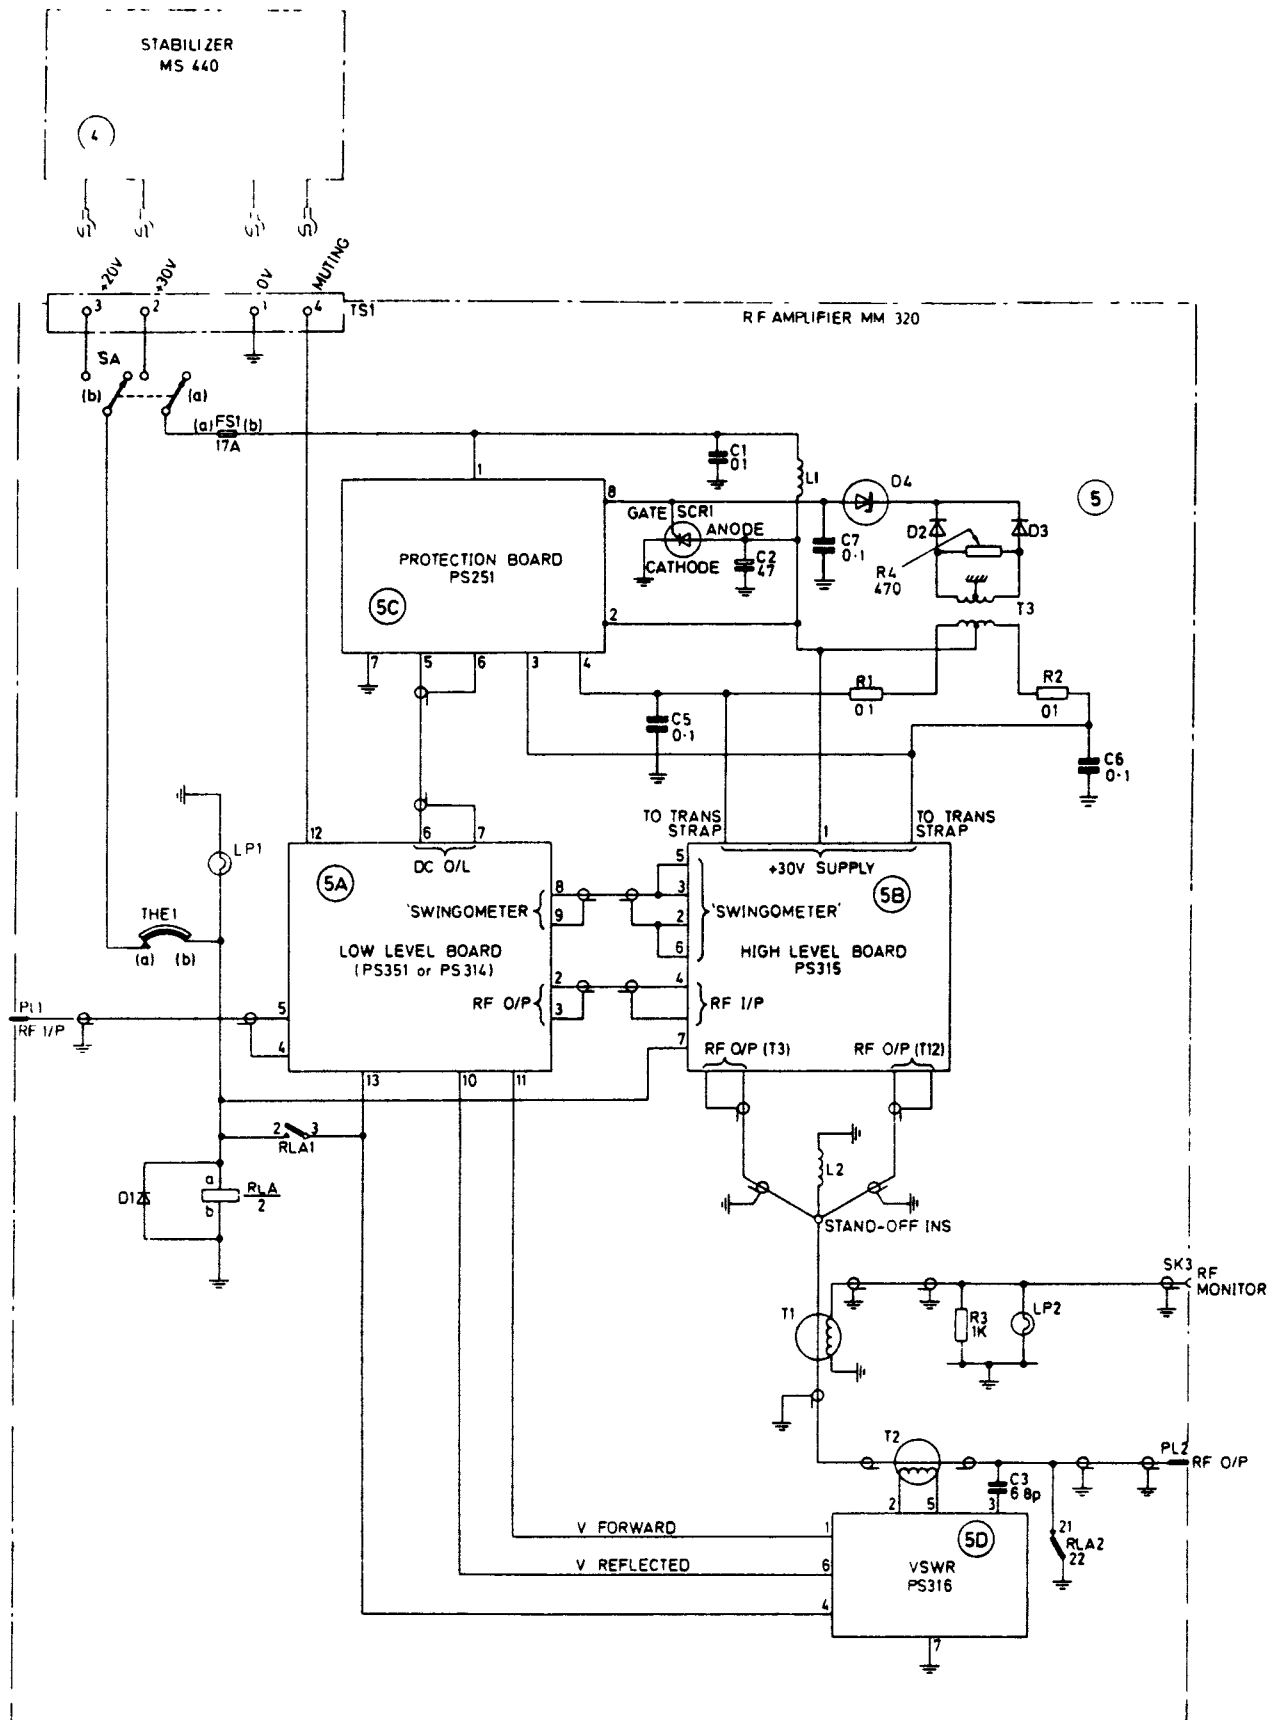 STABILIZER
MS 440
4
+20V
+30V
0V
MUTING
3
2
1
4
TS1
RF AMPLIFIER MM 320
SA
(b)
(a)
(a) FS1 (b)
17A
C1
01
L1
1
8
GATE
SCR1
ANODE
CATHODE
C2
47
C7
0·1
D4
D2
D3
R4
470
T3
5
PROTECTION BOARD
PS251
5C
2
7
5
6
3
4
R1
01
R2
01
C5
0·1
C6
0·1
TO TRANS
STRAP
TO TRANS
STRAP
LP1
12
6
7
1
DC O/L
+30V SUPPLY
5A
5B
8
9
'SWINGOMETER
5
3
2
6
'SWINGOMETER'
THE1
(a)
(b)
LOW LEVEL BOARD
(PS351 or PS314)
HIGH LEVEL BOARD
PS315
2
3
RF O/P
4
RF I/P
PL1
RF I/P
5
4
7
RF O/P (T3)
RF O/P (T12)
13
10
11
2
3
RLA1
D1
a
b
RLA
2
L2
STAND-OFF INS
SK3
RF
MONITOR
T1
R3
1K
LP2
T2
PL2
RF O/P
C3
6 8p
2
5
3
V FORWARD
1
5D
21
RLA2
22
V REFLECTED
6
VSWR
PS316
4
7